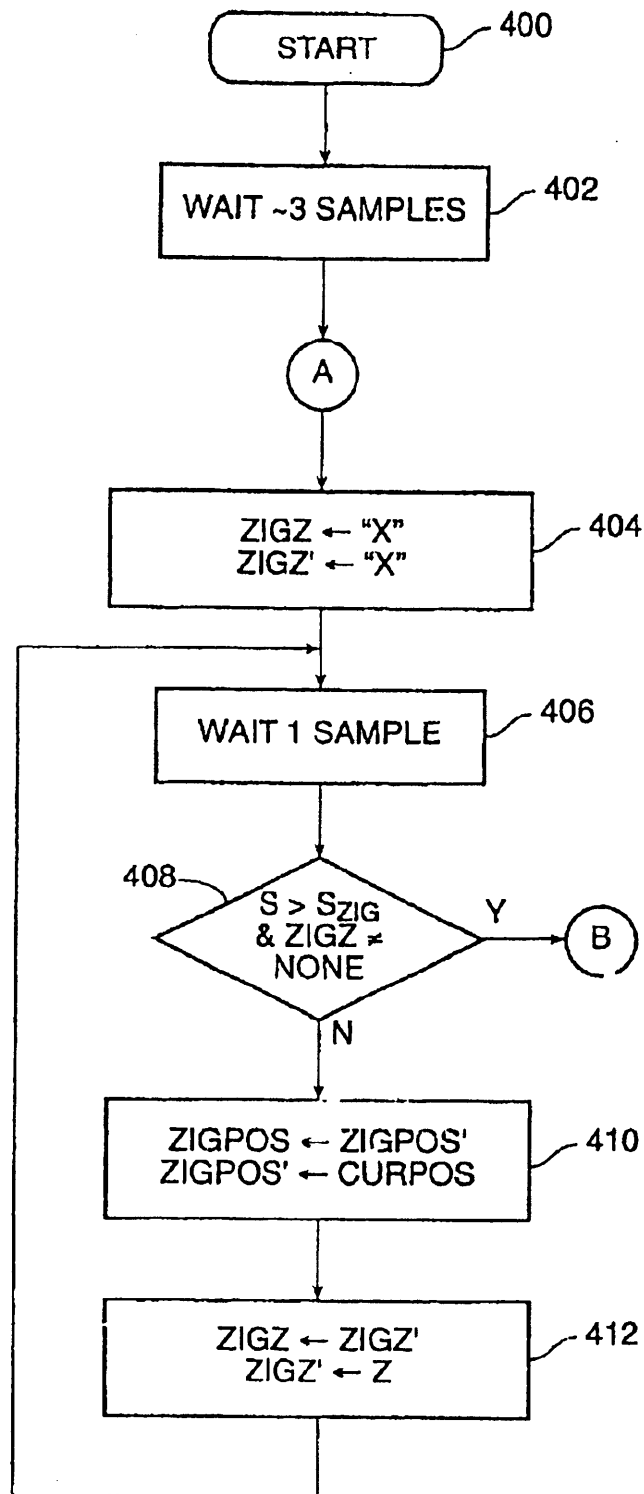 START
400
WAIT ~3 SAMPLES
402
A
ZIGZ ← “X”
ZIGZ' ← “X”
404
WAIT 1 SAMPLE
406
408
S > SZIG
& ZIGZ ≠
NONE
Y
B
N
ZIGPOS ← ZIGPOS'
ZIGPOS' ← CURPOS
410
ZIGZ ← ZIGZ'
ZIGZ' ← Z
412